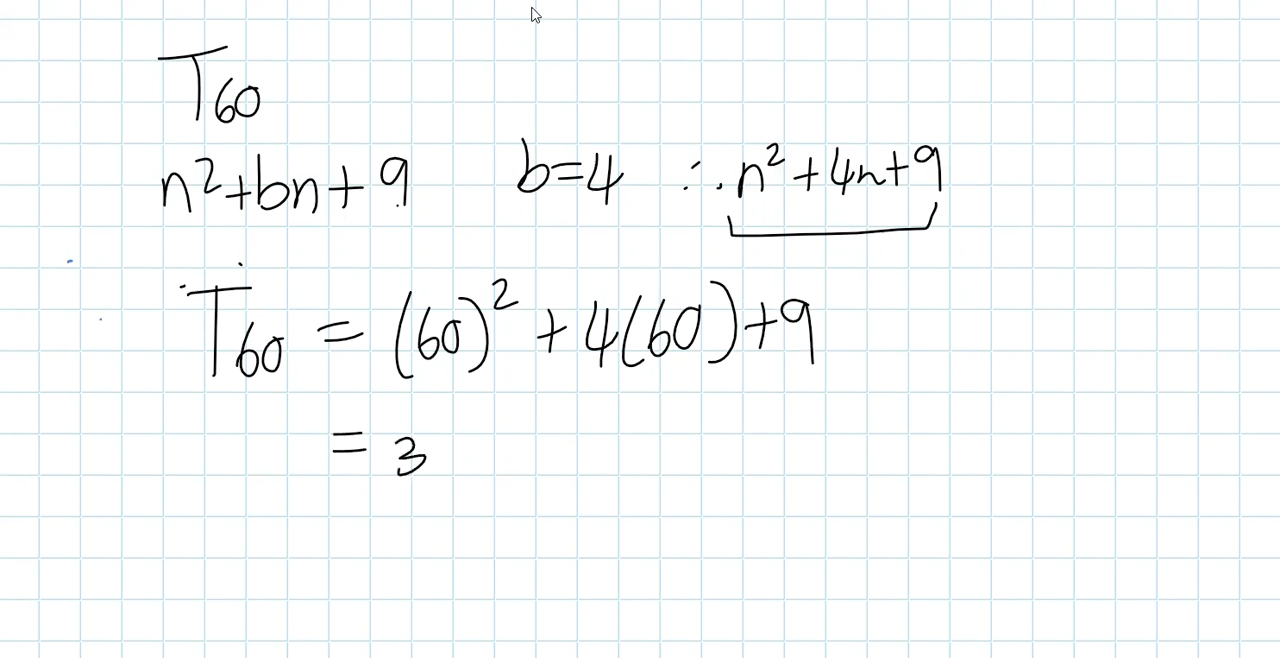 T₆₀
n²+bn+9 b=4 ∴ n²+4n+9
T₆₀ = (60)² + 4(60)+9
= 3